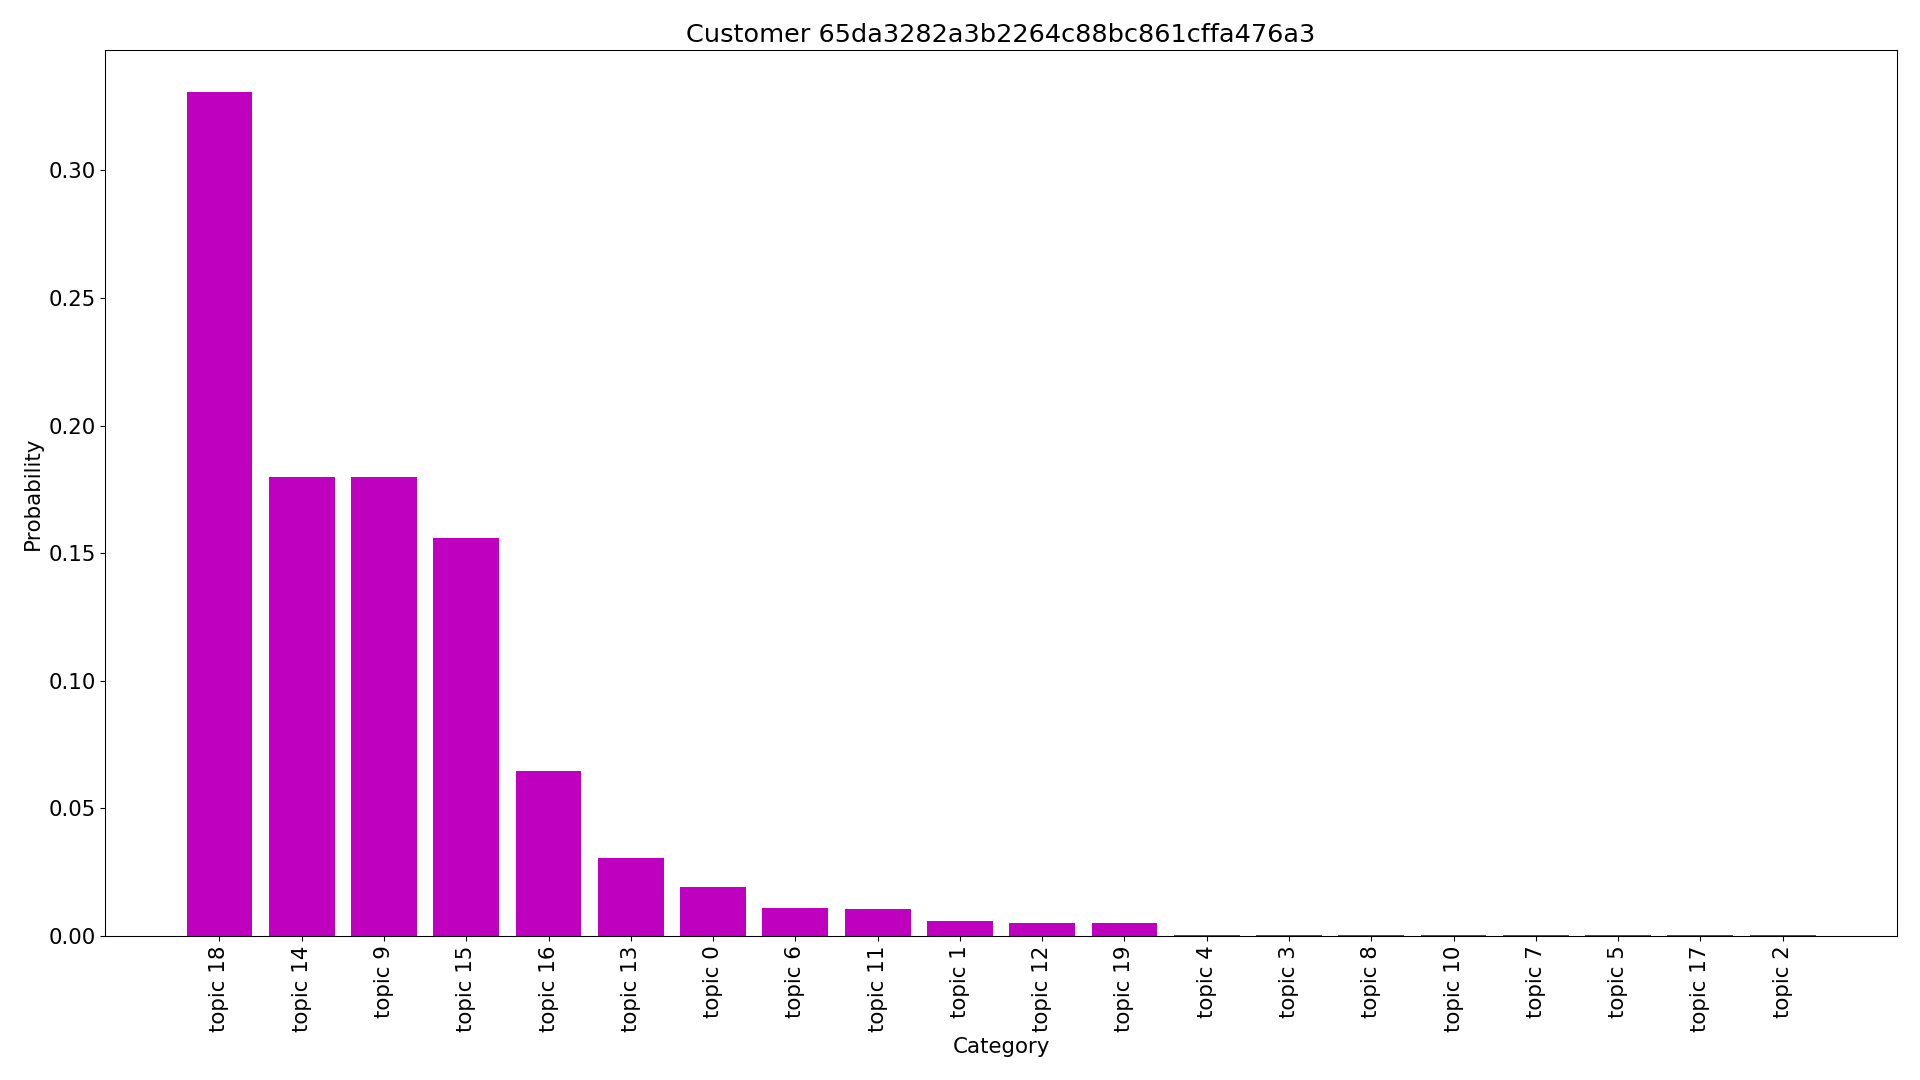 Customer 65da3282a3b2264c88bc861cffa476a3
Probability
0.30
0.25
0.20
0.15
0.10
0.05
0.00
topic 18
topic 14
topic 9
topic 15
topic 16
topic 13
topic 0
topic 6
topic 11
topic 1
topic 12
topic 19
topic 4
topic 3
topic 8
topic 10
topic 7
topic 5
topic 17
topic 2
Category